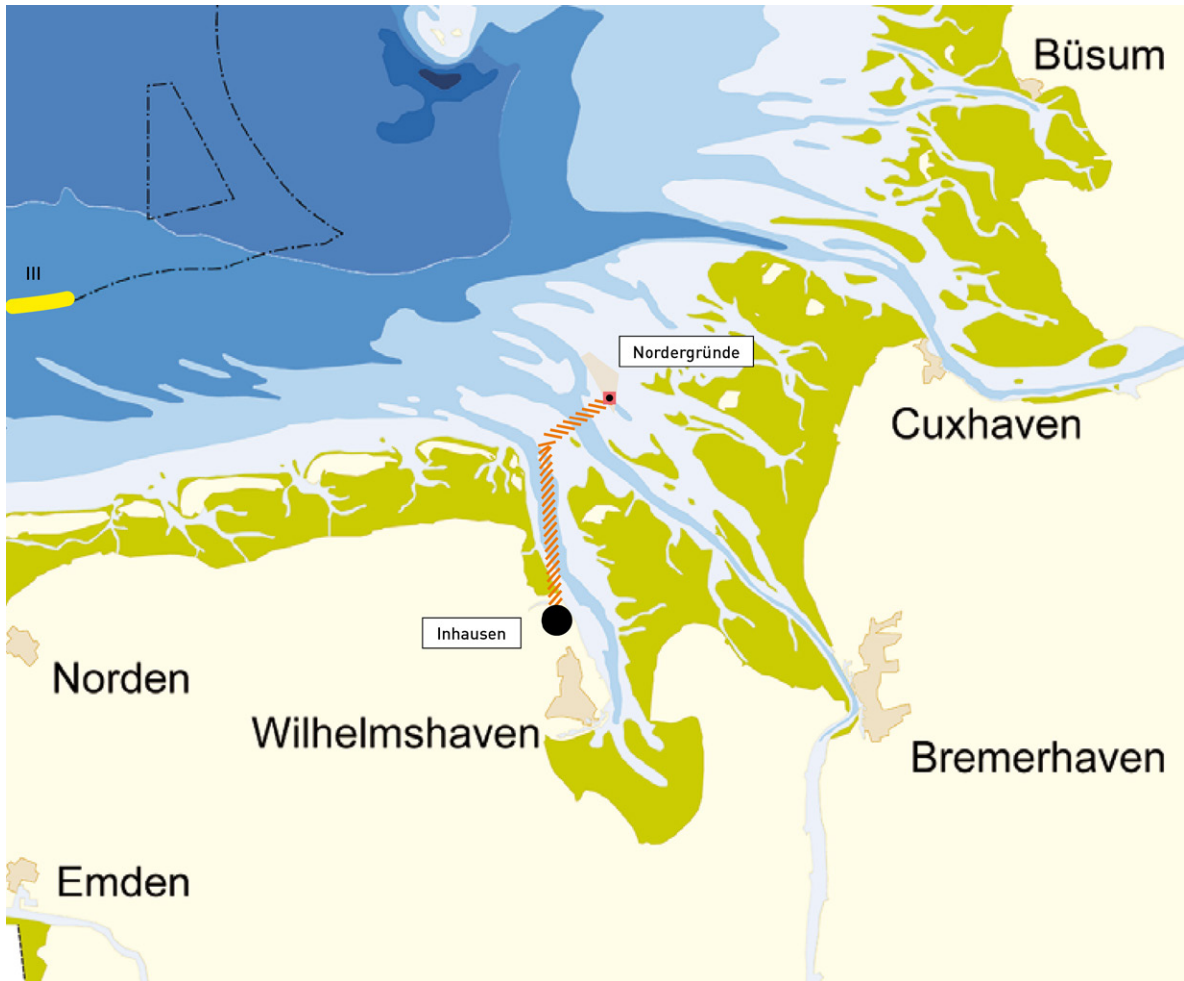 Büsum
III
Nordergründe
Cuxhaven
Inhausen
Norden
Wilhelmshaven
Bremerhaven
Emden